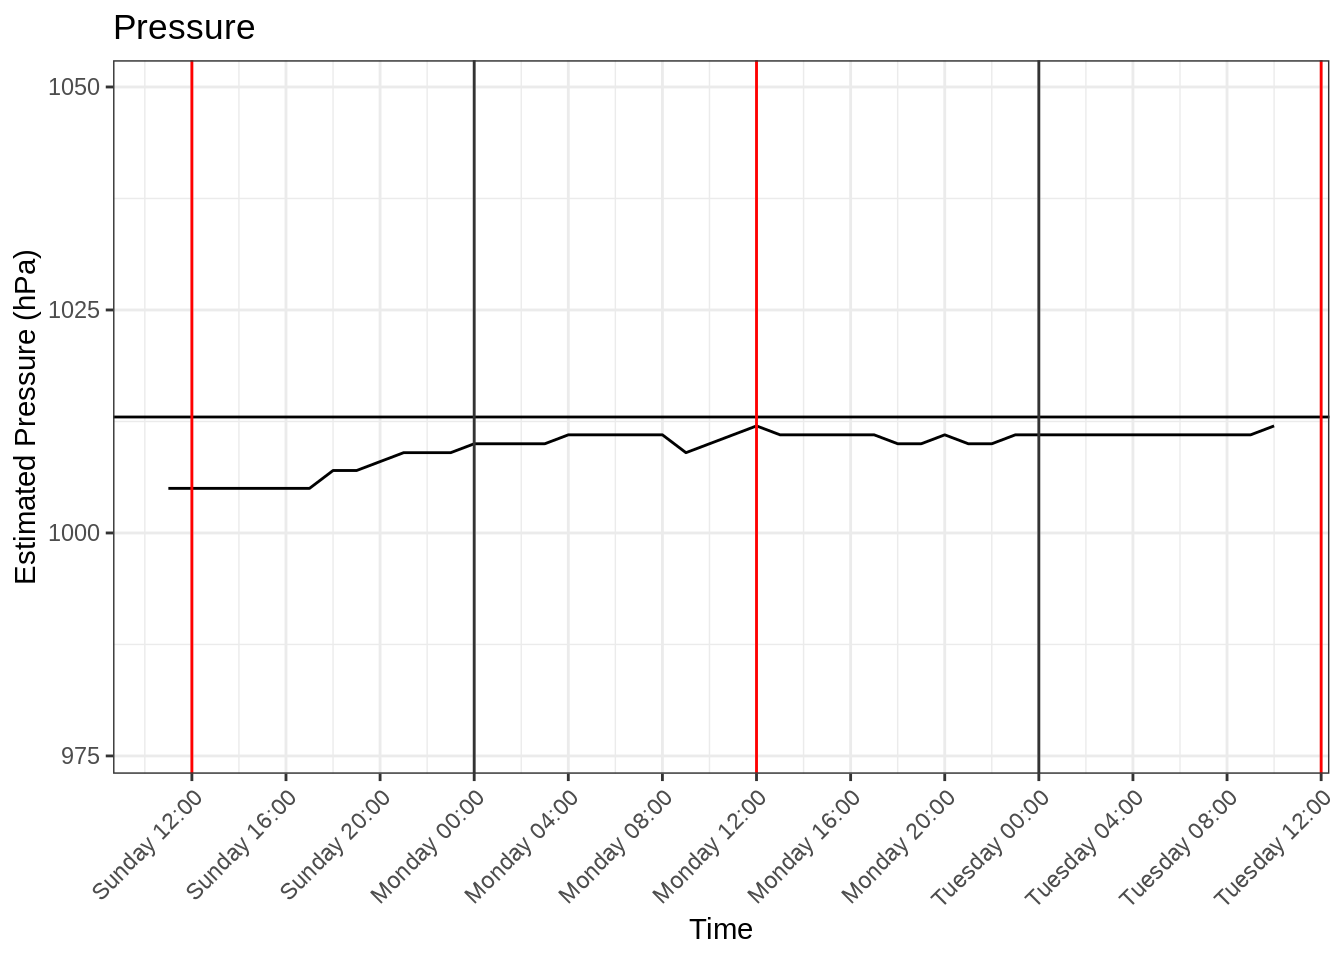 Pressure
Estimated Pressure (hPa)
1050
1025
1000
975
Sunday 12:00
Sunday 16:00
Sunday 20:00
Monday 00:00
Monday 04:00
Monday 08:00
Monday 12:00
Monday 16:00
Monday 20:00
Tuesday 00:00
Tuesday 04:00
Tuesday 08:00
Tuesday 12:00
Time